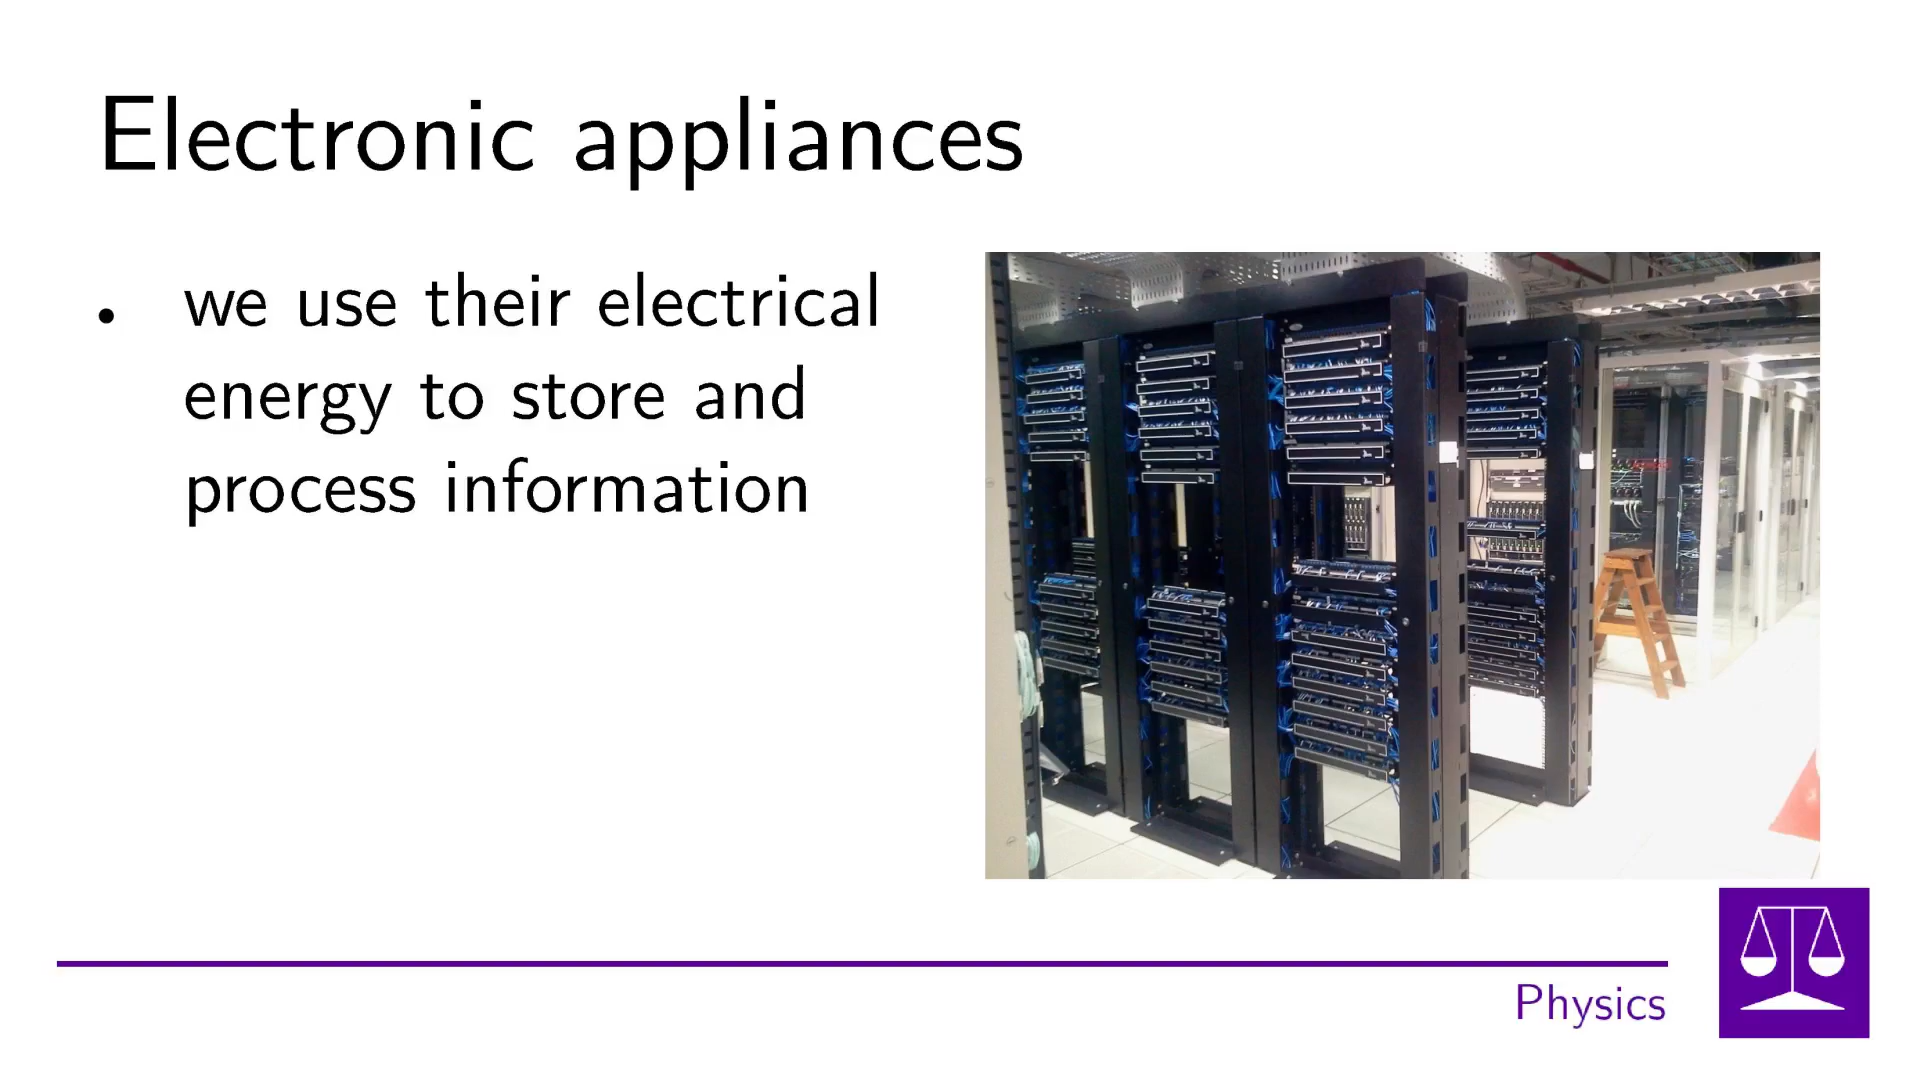 Electronic appliances
• we use their electrical
energy to store and
process information
Physics